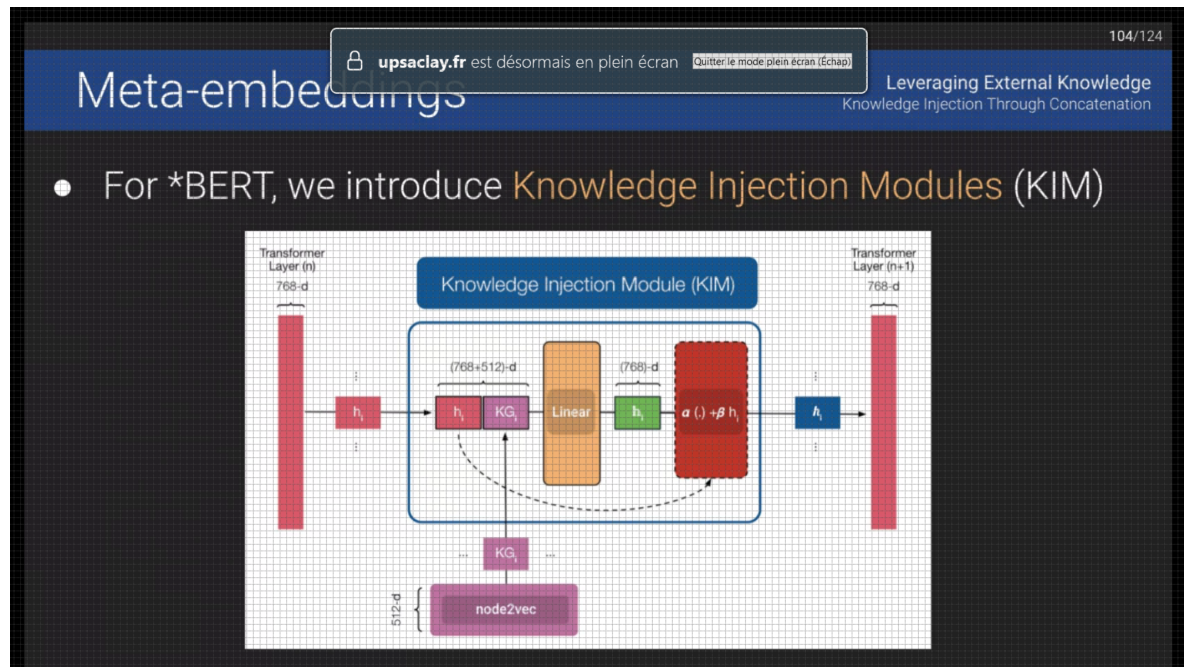 104/124
upsaclay.fr est désormais en plein écran Quitter le mode plein écran (Échap)
Meta-embeddings
Leveraging External Knowledge
Knowledge Injection Through Concatenation
For *BERT, we introduce Knowledge Injection Modules (KIM)
Transformer
Layer (n)
768-d
Knowledge Injection Module (KIM)
Transformer
Layer (n+1)
768-d
(768+512)-d
(768)-d
...
hᵢ
...
hᵢ
KGᵢ
Linear
hᵢ
α (.) +β hᵢ
...
hᵢ
...
... KGᵢ ...
512-d
node2vec